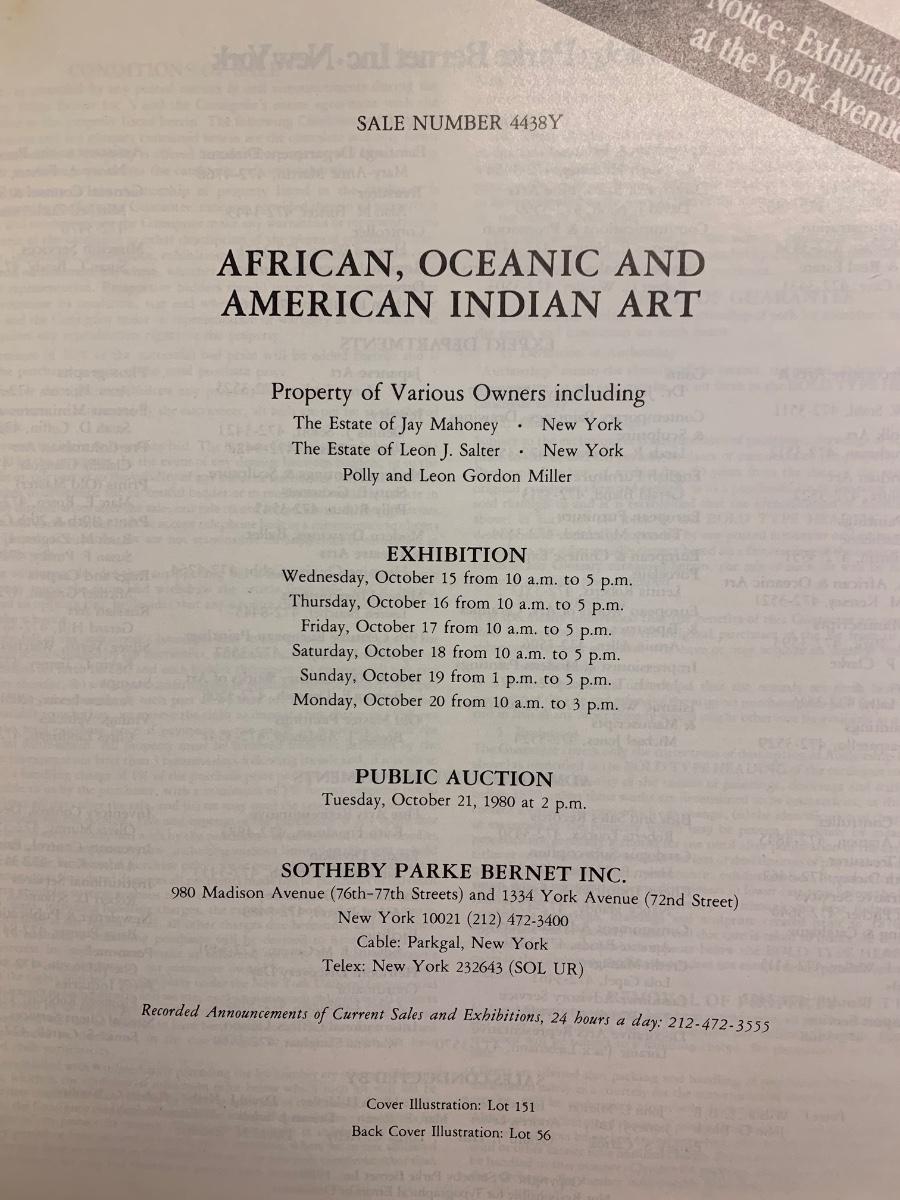 Notice: Exhibitio
at the York Avenue
SALE NUMBER 4438Y
AFRICAN, OCEANIC AND
AMERICAN INDIAN ART
Property of Various Owners including
The Estate of Jay Mahoney · New York
The Estate of Leon J. Salter · New York
Polly and Leon Gordon Miller
EXHIBITION
Wednesday, October 15 from 10 a.m. to 5 p.m.
Thursday, October 16 from 10 a.m. to 5 p.m.
Friday, October 17 from 10 a.m. to 5 p.m.
Saturday, October 18 from 10 a.m. to 5 p.m.
Sunday, October 19 from 1 p.m. to 5 p.m.
Monday, October 20 from 10 a.m. to 3 p.m.
PUBLIC AUCTION
Tuesday, October 21, 1980 at 2 p.m.
SOTHEBY PARKE BERNET INC.
980 Madison Avenue (76th-77th Streets) and 1334 York Avenue (72nd Street)
New York 10021 (212) 472-3400
Cable: Parkgal, New York
Telex: New York 232643 (SOL UR)
Recorded Announcements of Current Sales and Exhibitions, 24 hours a day: 212-472-3555
Cover Illustration: Lot 151
Back Cover Illustration: Lot 56